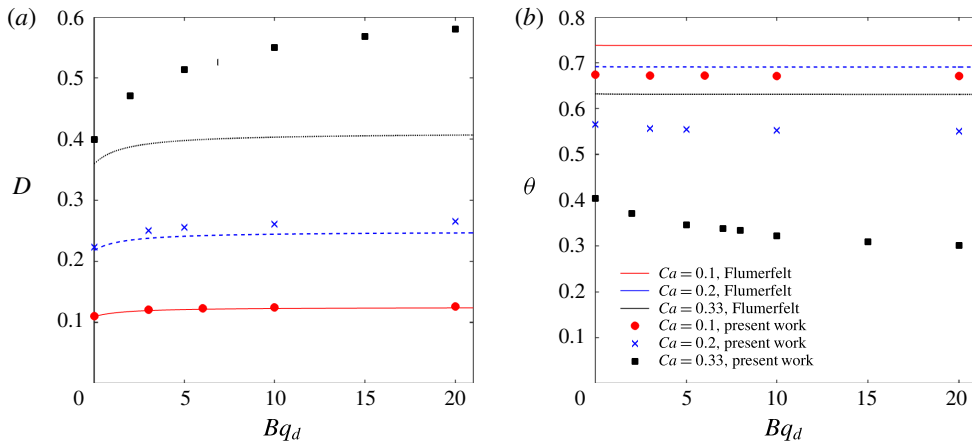 (a)
0.6
0.5
0.4
D
0.3
0.2
0.1
0
5
10
15
20
Bq_d
(b)
0.8
0.7
0.6
0.5
θ
0.4
0.3
0.2
0.1
0
5
10
15
20
Bq_d
Ca = 0.1, Flumerfelt
Ca = 0.2, Flumerfelt
Ca = 0.33, Flumerfelt
Ca = 0.1, present work
Ca = 0.2, present work
Ca = 0.33, present work